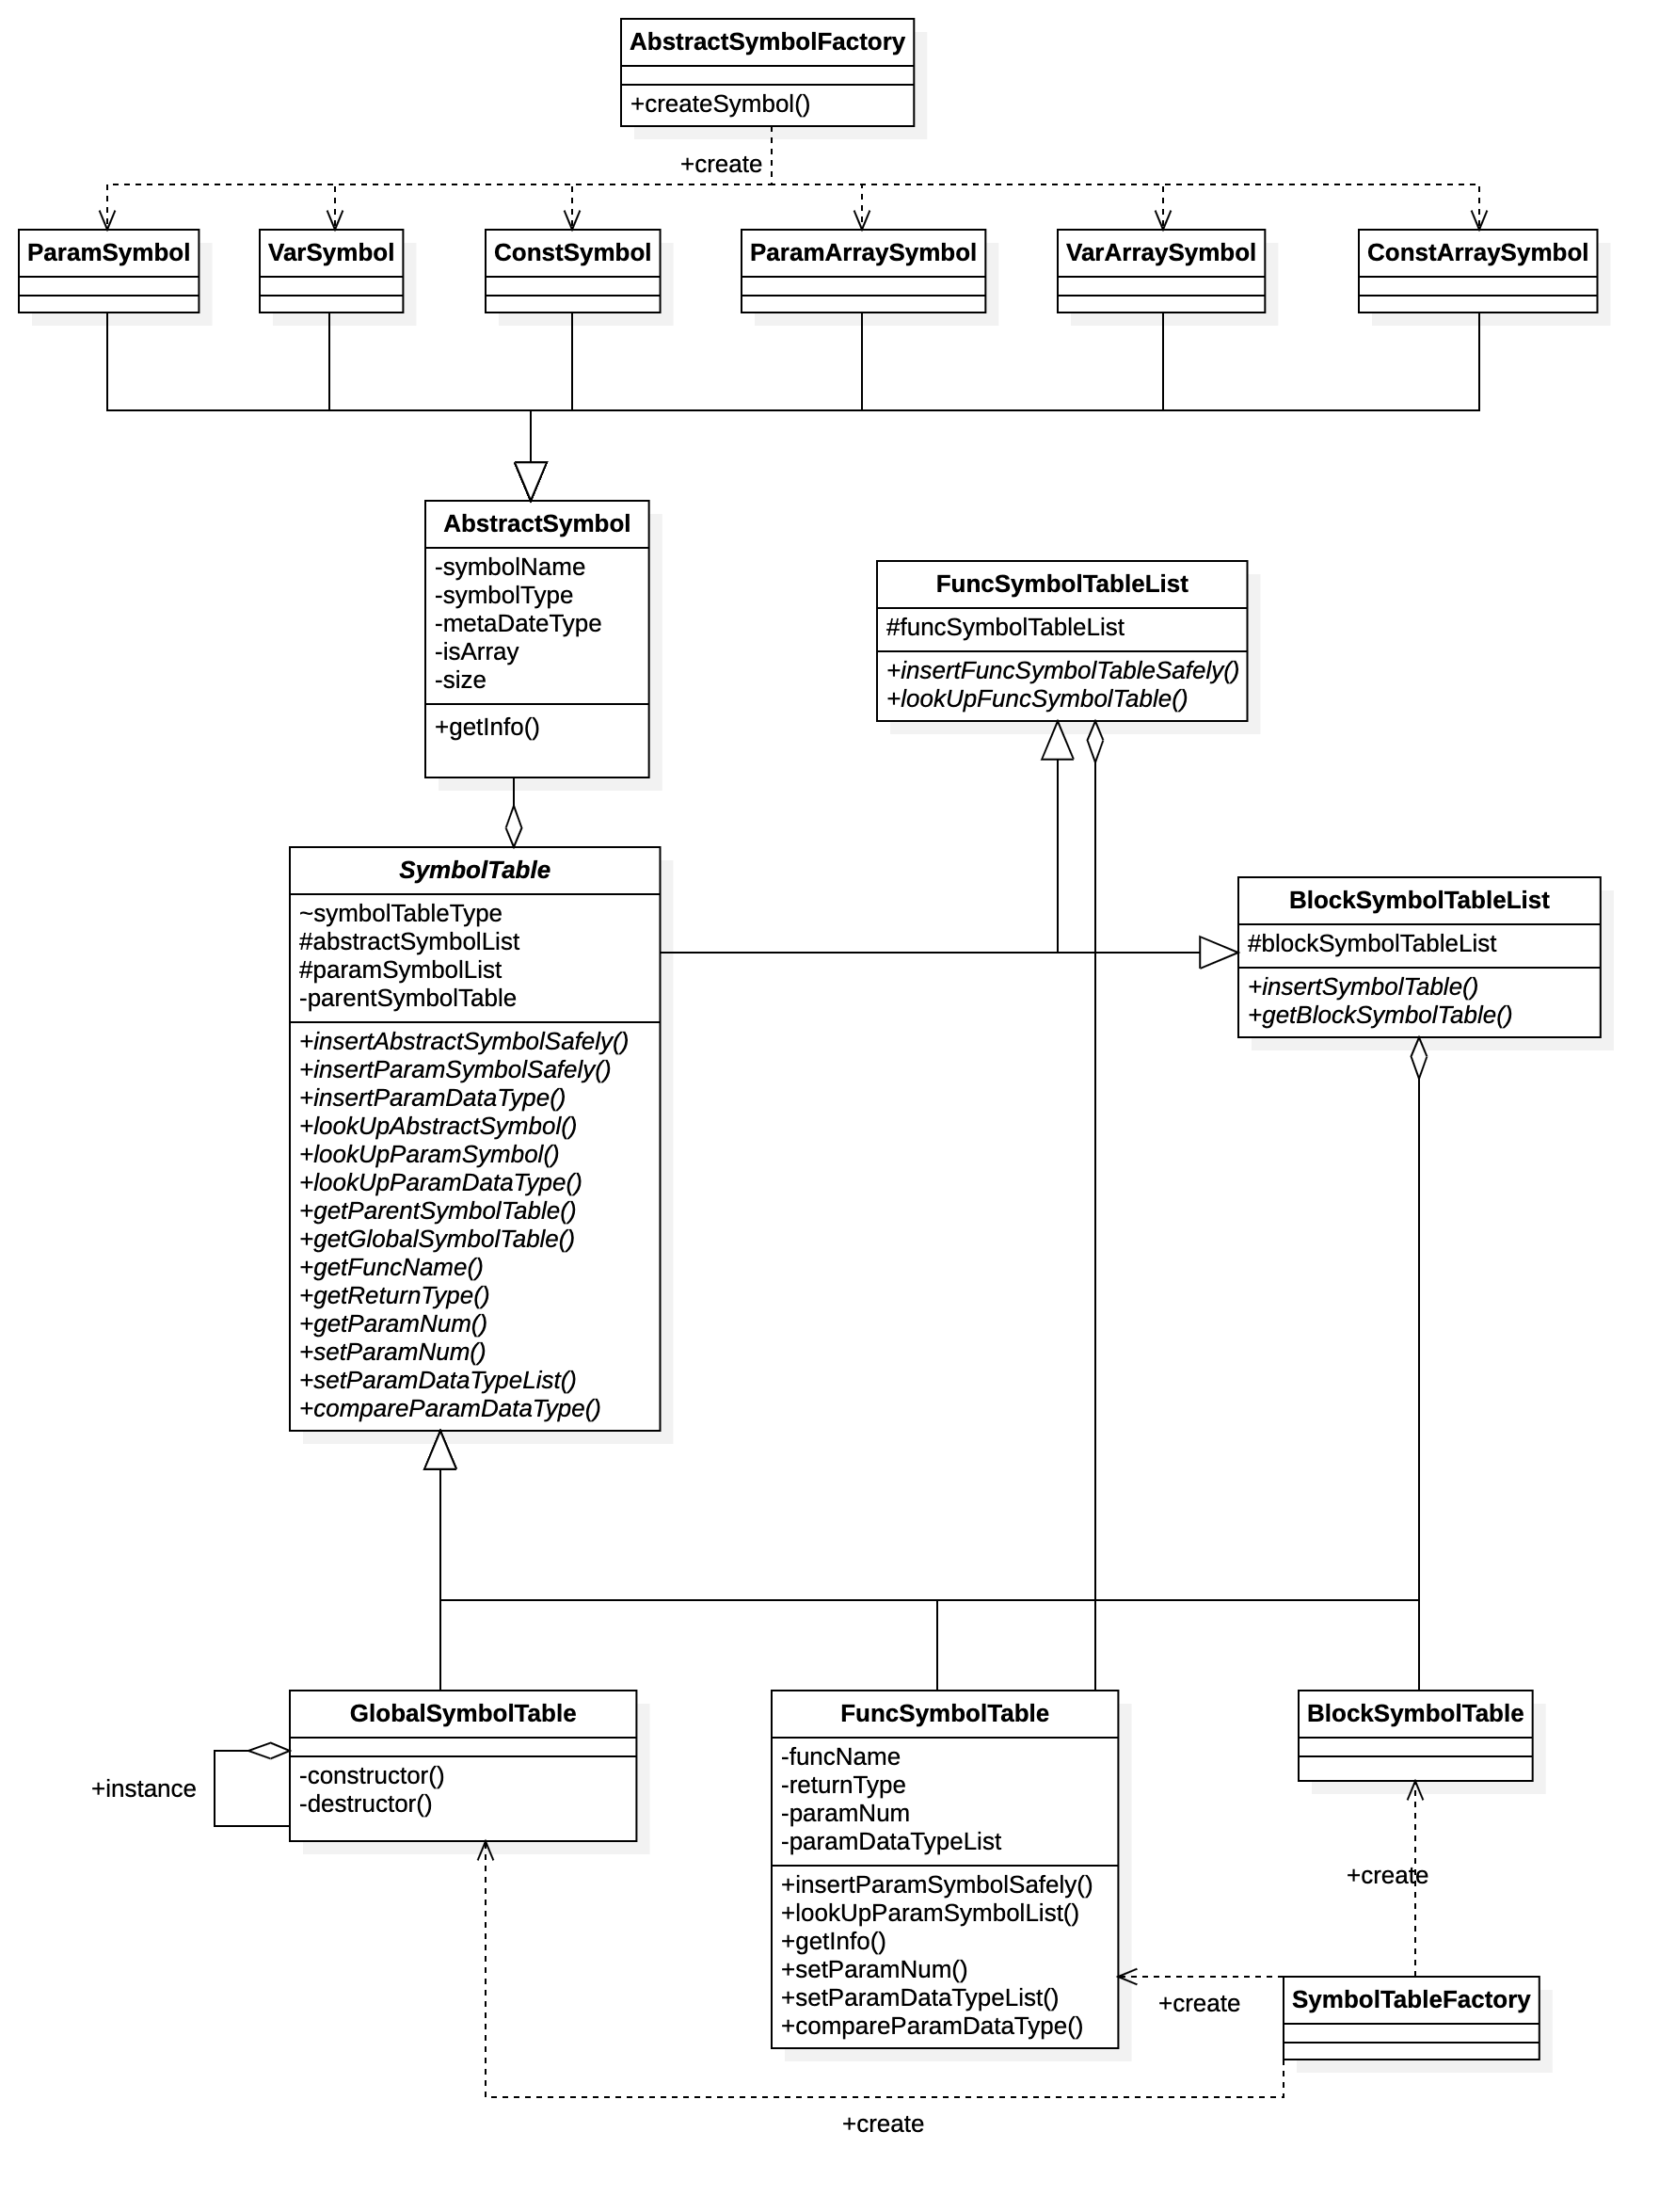 AbstractSymbolFactory
+createSymbol()
+create
ParamSymbol
VarSymbol
ConstSymbol
ParamArraySymbol
VarArraySymbol
ConstArraySymbol
AbstractSymbol
-symbolName
-symbolType
-metaDateType
-isArray
-size
+getInfo()
FuncSymbolTableList
#funcSymbolTableList
+insertFuncSymbolTableSafely()
+lookUpFuncSymbolTable()
SymbolTable
~symbolTableType
#abstractSymbolList
#paramSymbolList
-parentSymbolTable
+insertAbstractSymbolSafely()
+insertParamSymbolSafely()
+insertParamDataType()
+lookUpAbstractSymbol()
+lookUpParamSymbol()
+lookUpParamDataType()
+getParentSymbolTable()
+getGlobalSymbolTable()
+getFuncName()
+getReturnType()
+getParamNum()
+setParamNum()
+setParamDataTypeList()
+compareParamDataType()
BlockSymbolTableList
#blockSymbolTableList
+insertSymbolTable()
+getBlockSymbolTable()
GlobalSymbolTable
-constructor()
-destructor()
+instance
FuncSymbolTable
-funcName
-returnType
-paramNum
-paramDataTypeList
+insertParamSymbolSafely()
+lookUpParamSymbolList()
+getInfo()
+setParamNum()
+setParamDataTypeList()
+compareParamDataType()
BlockSymbolTable
+create
+create
SymbolTableFactory
+create